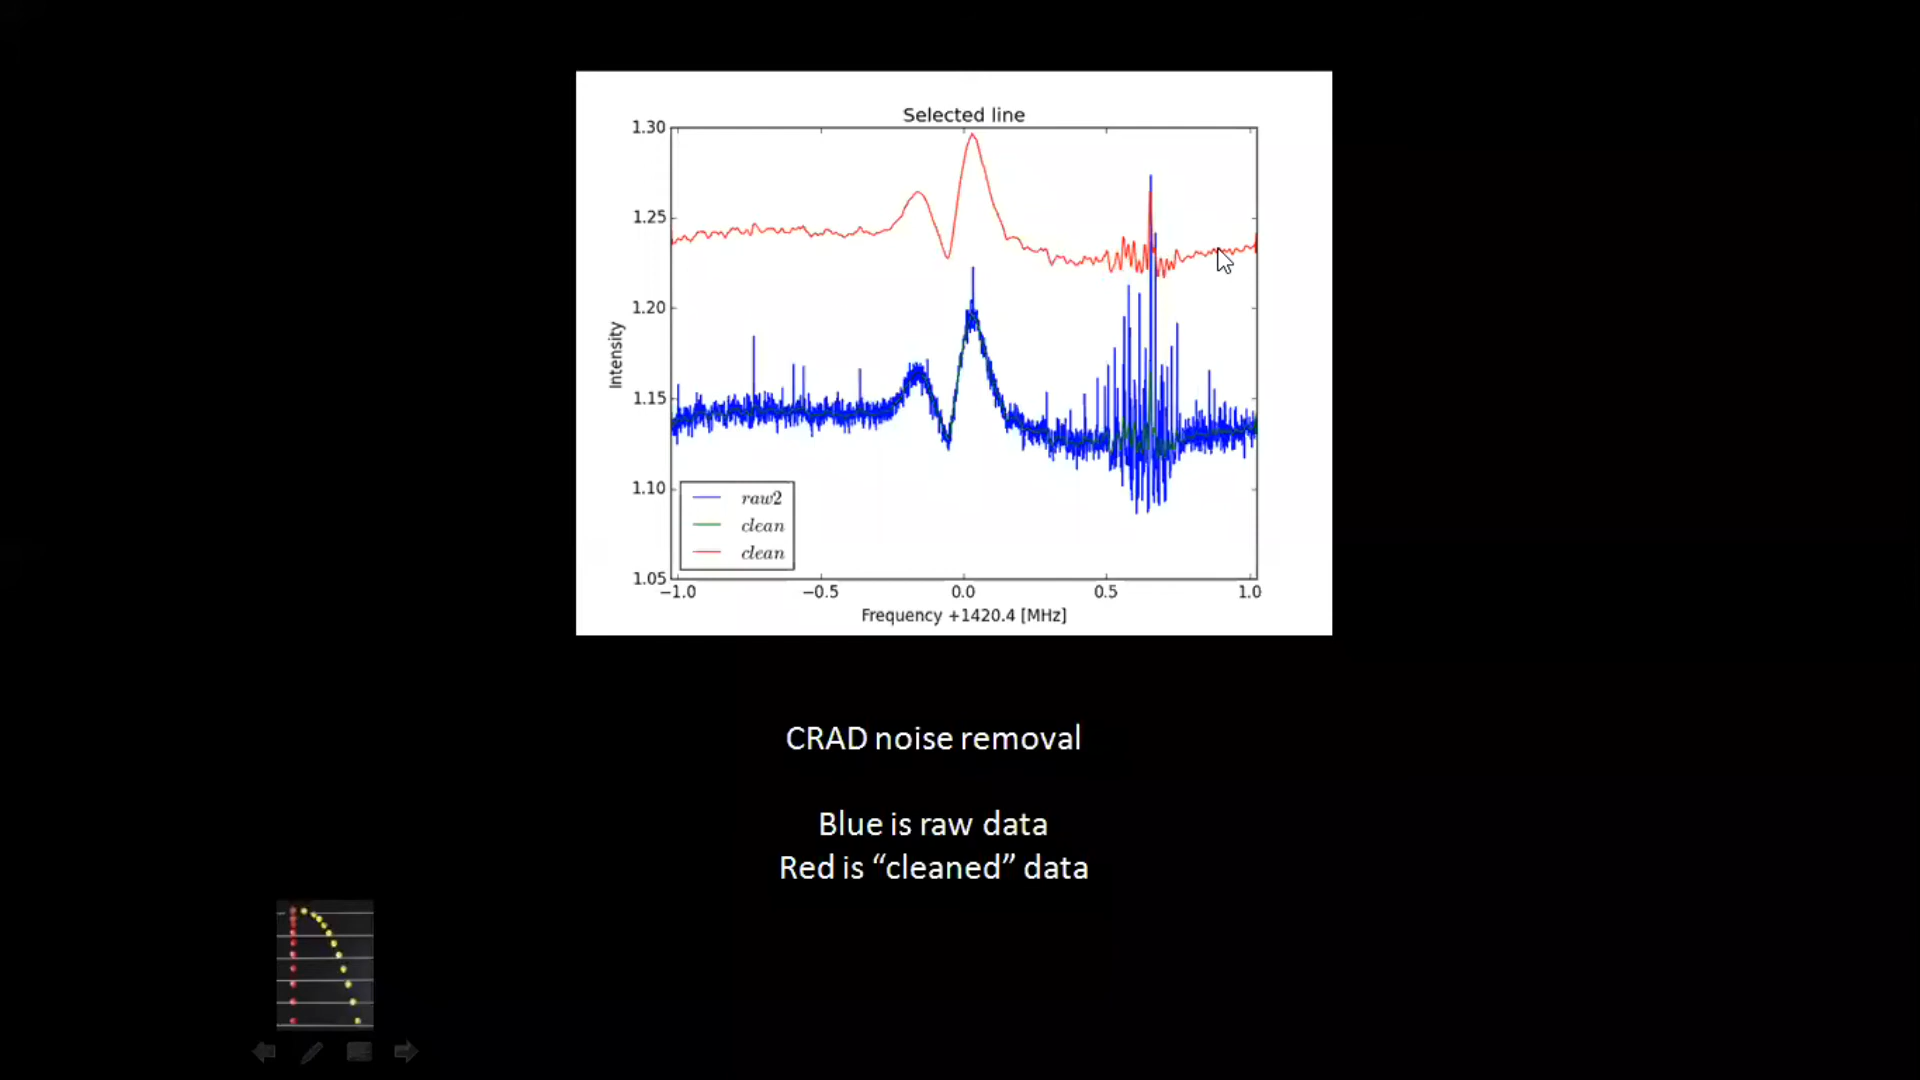 Selected line
1.30
1.25
1.20
1.15
1.10
1.05
Intensity
raw2
clean
clean
−1.0 −0.5 0.0 0.5 1.0
Frequency +1420.4 [MHz]
CRAD noise removal
Blue is raw data
Red is “cleaned” data